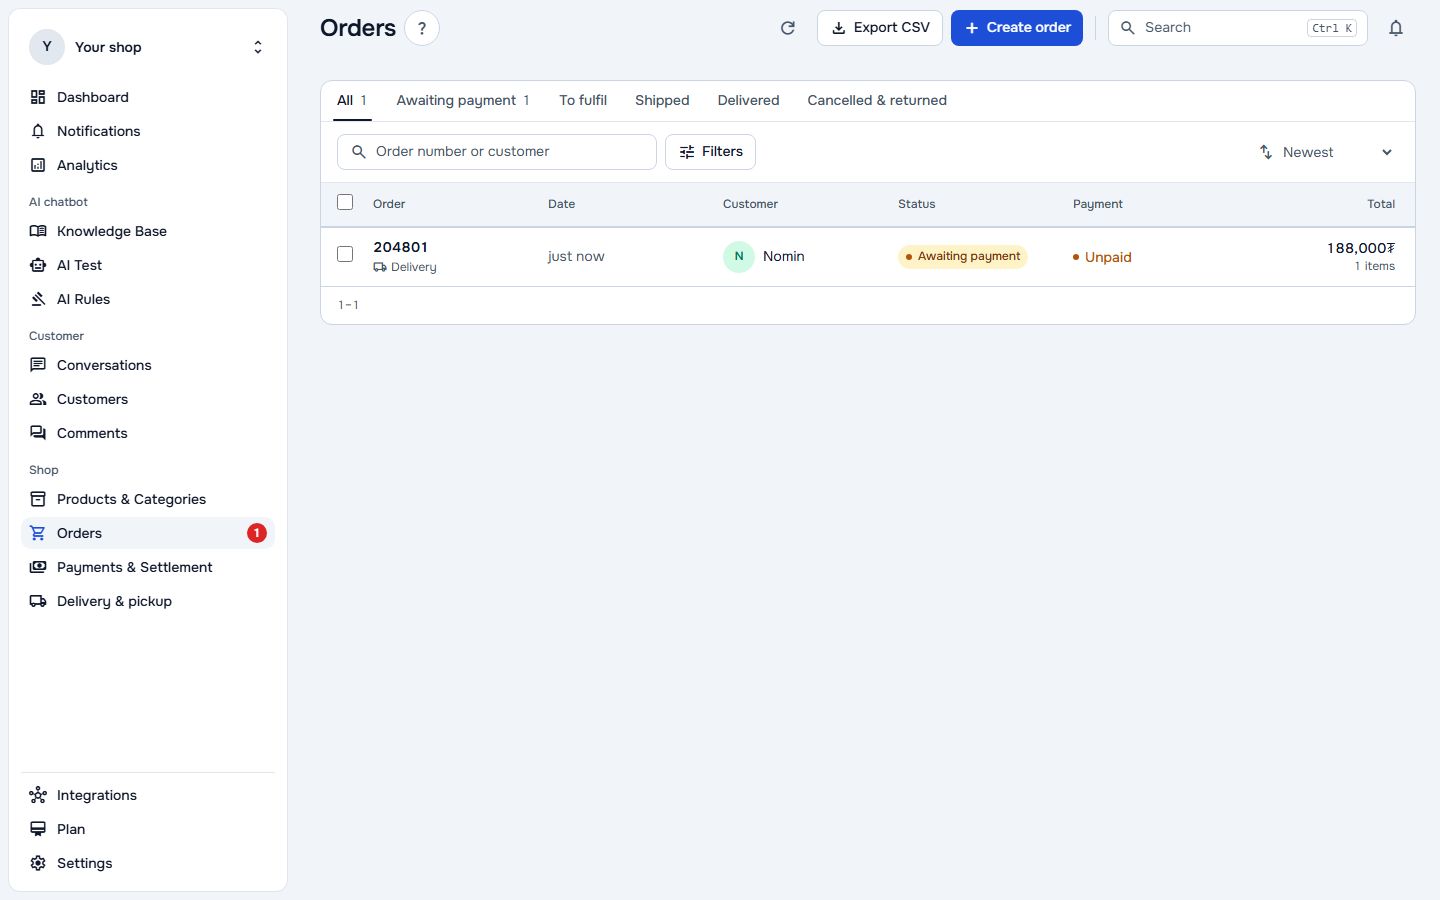 Y Your shop
Dashboard
Notifications
Analytics
AI chatbot
Knowledge Base
AI Test
AI Rules
Customer
Conversations
Customers
Comments
Shop
Products & Categories
Orders 1
Payments & Settlement
Delivery & pickup
Integrations
Plan
Settings
Orders ? Export CSV + Create order Search Ctrl K
All 1 Awaiting payment 1 To fulfil Shipped Delivered Cancelled & returned
Order number or customer Filters Newest
Order Date Customer Status Payment Total
204801 just now N Nomin Awaiting payment Unpaid 188,000₮
Delivery 1 items
1–1